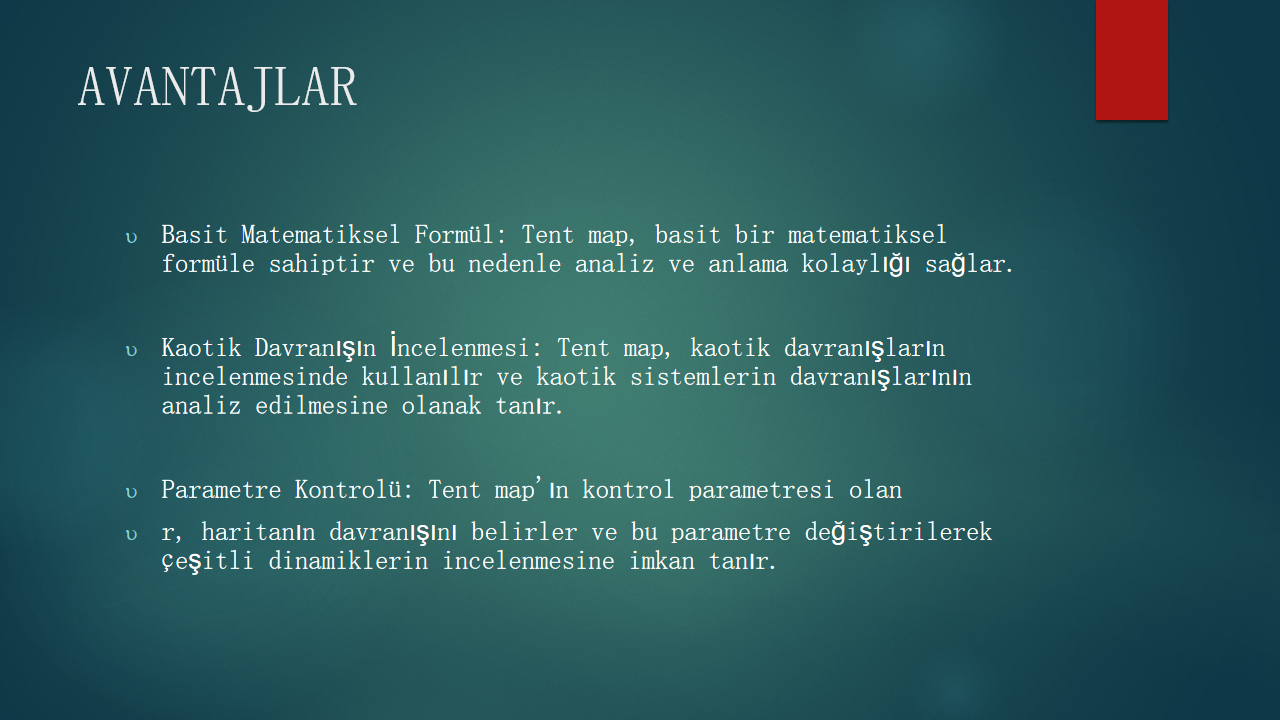 AVANTAJLAR
υ Basit Matematiksel Formül: Tent map, basit bir matematiksel
formüle sahiptir ve bu nedenle analiz ve anlama kolaylığı sağlar.
υ Kaotik Davranışın İncelenmesi: Tent map, kaotik davranışların
incelenmesinde kullanılır ve kaotik sistemlerin davranışlarının
analiz edilmesine olanak tanır.
υ Parametre Kontrolü: Tent map'ın kontrol parametresi olan
υ r, haritanın davranışını belirler ve bu parametre değiştirilerek
çeşitli dinamiklerin incelenmesine imkan tanır.